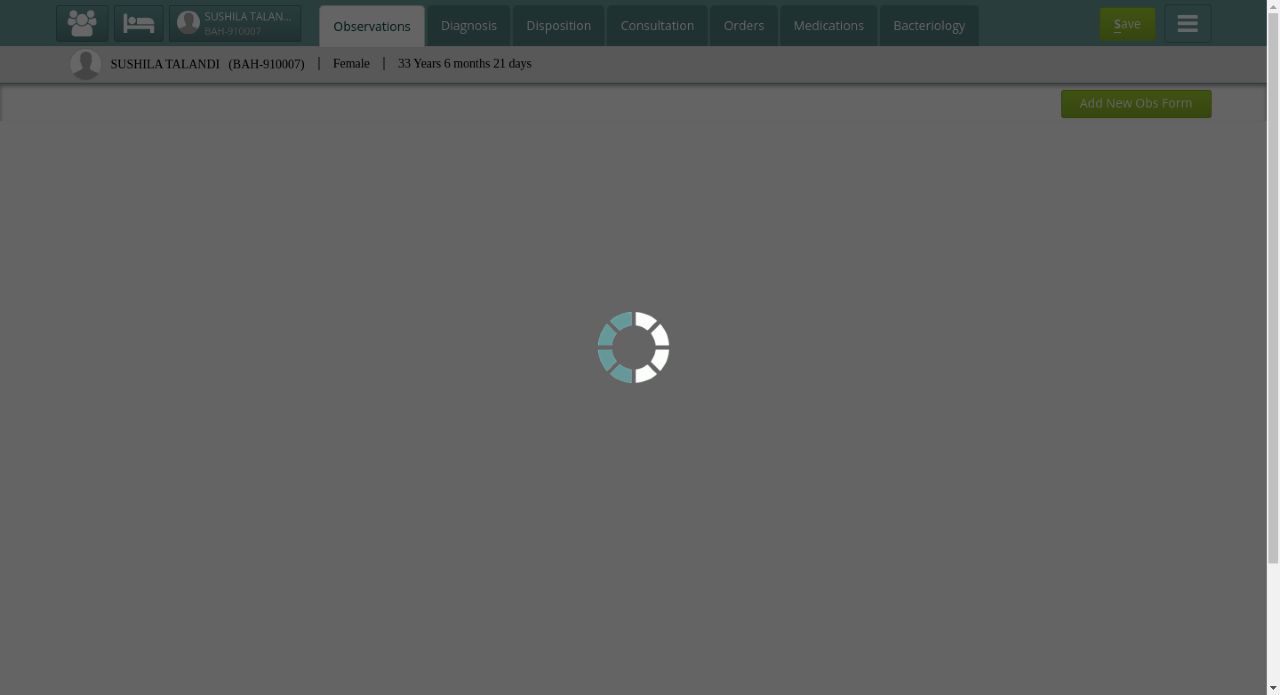 SUSHILA TALAN...
BAH-910007
Observations
Diagnosis
Disposition
Consultation
Orders
Medications
Bacteriology
Save
SUSHILA TALANDI (BAH-910007) | Female | 33 Years 6 months 21 days
Add New Obs Form